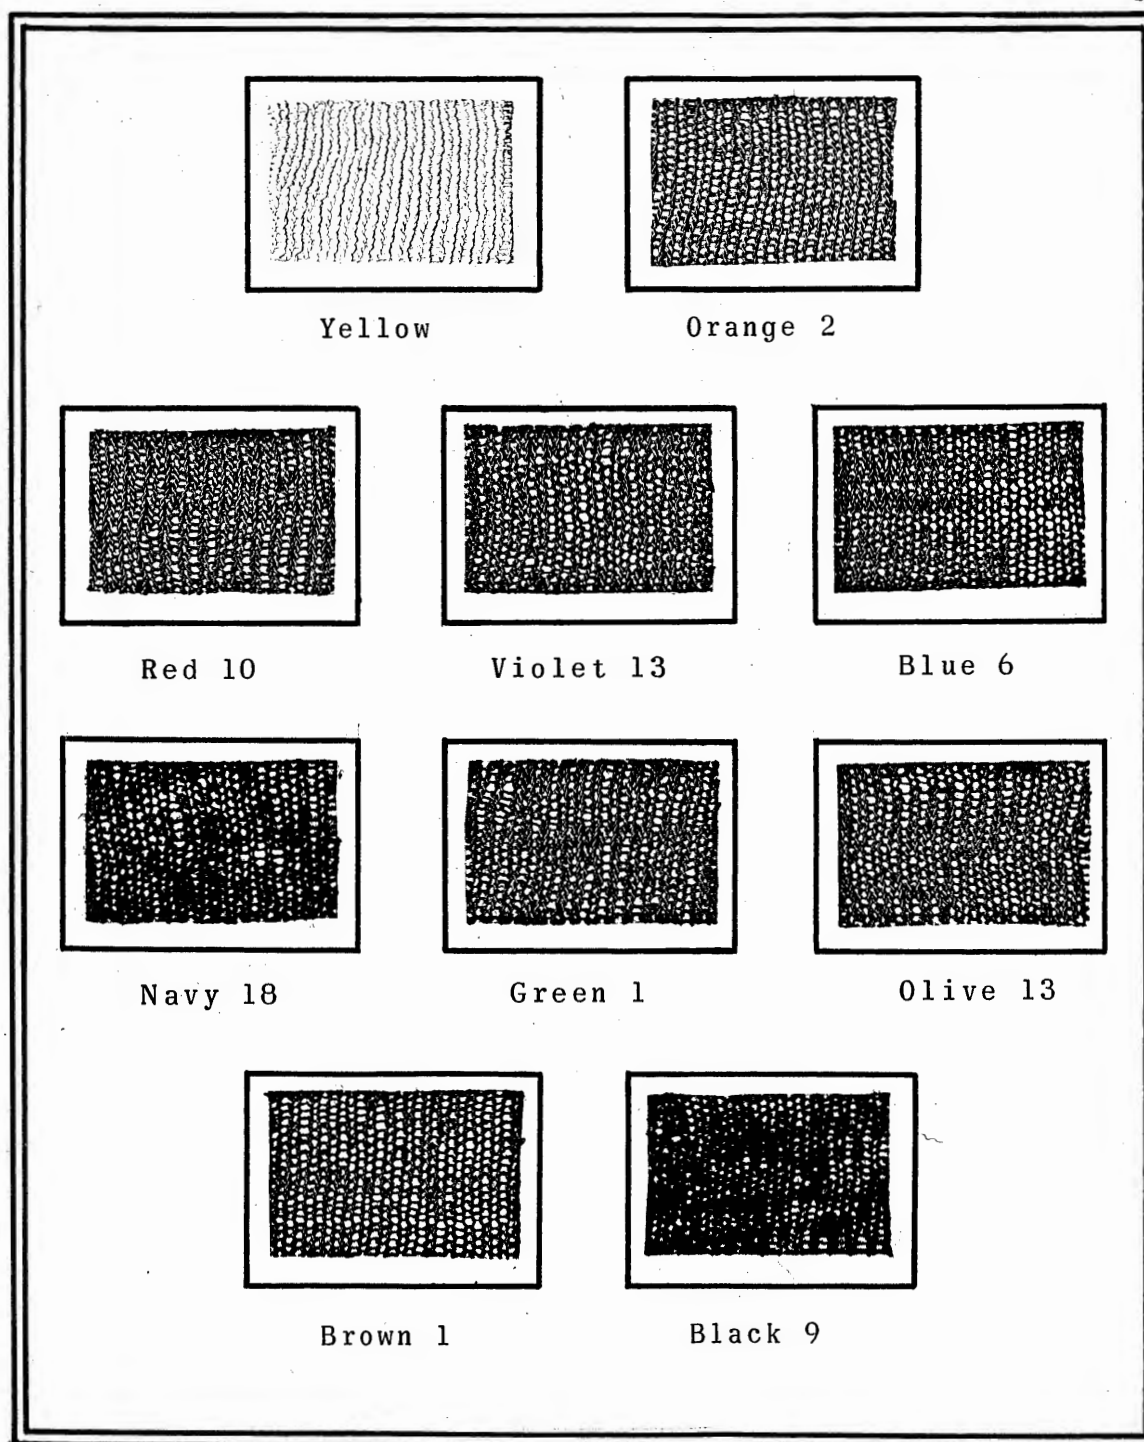 Yellow
Orange 2
Red 10
Violet 13
Blue 6
Navy 18
Green 1
Olive 13
Brown 1
Black 9